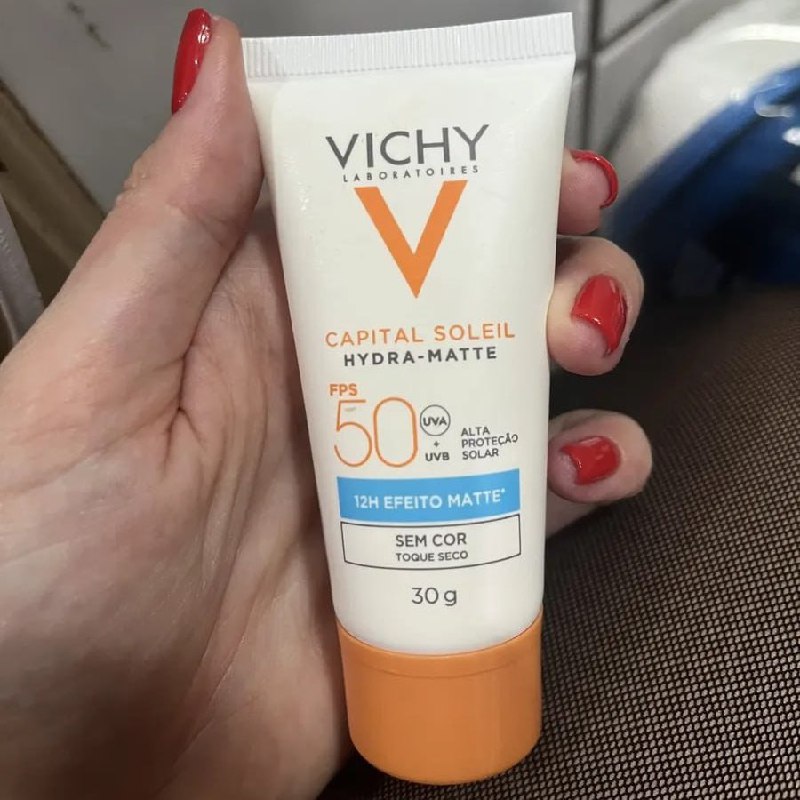 VICHY
LABORATOIRES
CAPITAL SOLEIL
HYDRA-MATTE
FPS
50
UVA
+
UVB
ALTA
PROTEÇÃO
SOLAR
12H EFEITO MATTE*
SEM COR
TOQUE SECO
30 g